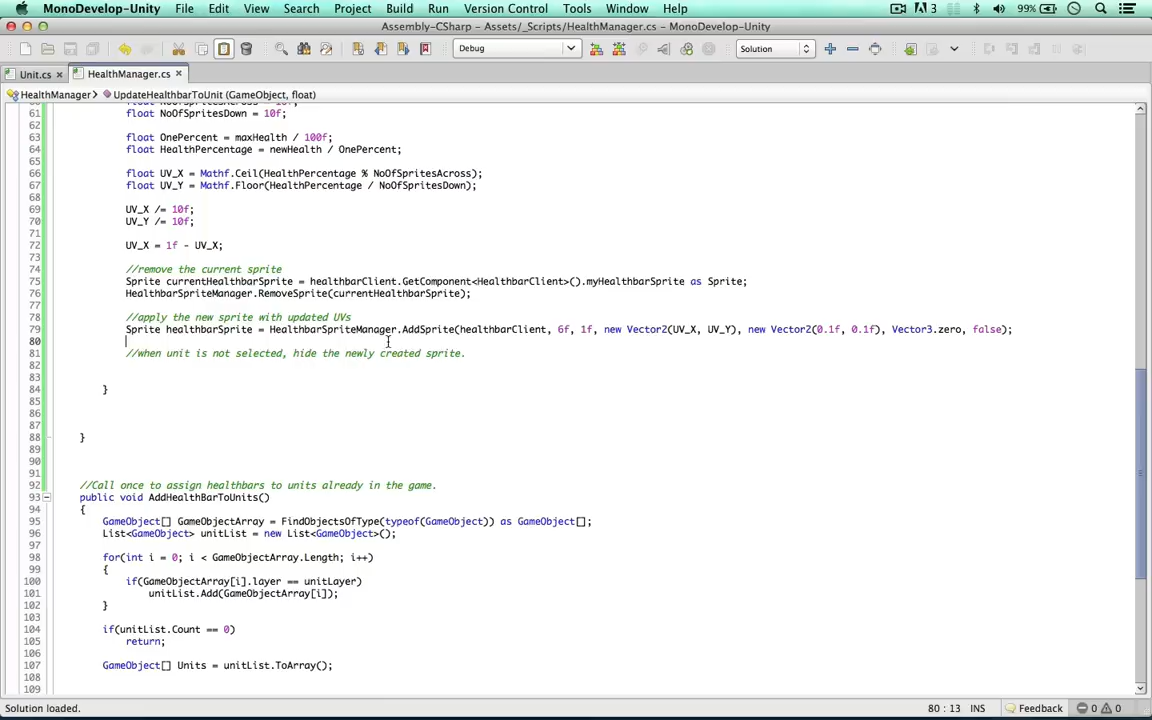 MonoDevelop-Unity File Edit View Search Project Build Run Version Control Tools Window Help 3 99%
Assembly-CSharp – Assets/_Scripts/HealthManager.cs – MonoDevelop-Unity
Debug Solution
Unit.cs HealthManager.cs
HealthManager UpdateHealthbarToUnit (GameObject, float)
60 float NoOfSpritesAcross = 10f;
61 float NoOfSpritesDown = 10f;
62
63 float OnePercent = maxHealth / 100f;
64 float HealthPercentage = newHealth / OnePercent;
65
66 float UV_X = Mathf.Ceil(HealthPercentage % NoOfSpritesAcross);
67 float UV_Y = Mathf.Floor(HealthPercentage / NoOfSpritesDown);
68
69 UV_X /= 10f;
70 UV_Y /= 10f;
71
72 UV_X = 1f - UV_X;
73
74 //remove the current sprite
75 Sprite currentHealthbarSprite = healthbarClient.GetComponent<HealthbarClient>().myHealthbarSprite as Sprite;
76 HealthbarSpriteManager.RemoveSprite(currentHealthbarSprite);
77
78 //apply the new sprite with updated UVs
79 Sprite healthbarSprite = HealthbarSpriteManager.AddSprite(healthbarClient, 6f, 1f, new Vector2(UV_X, UV_Y), new Vector2(0.1f, 0.1f), Vector3.zero, false);
80
81 //when unit is not selected, hide the newly created sprite.
82
83
84 }
85
86
87
88 }
89
90
91
92 //Call once to assign healthbars to units already in the game.
93 public void AddHealthBarToUnits()
94 {
95 GameObject[] GameObjectArray = FindObjectsOfType(typeof(GameObject)) as GameObject[];
96 List<GameObject> unitList = new List<GameObject>();
97
98 for(int i = 0; i < GameObjectArray.Length; i++)
99 {
100 if(GameObjectArray[i].layer == unitLayer)
101 unitList.Add(GameObjectArray[i]);
102 }
103
104 if(unitList.Count == 0)
105 return;
106
107 GameObject[] Units = unitList.ToArray();
108
109
Solution loaded. 80 : 13 INS Feedback 0 0